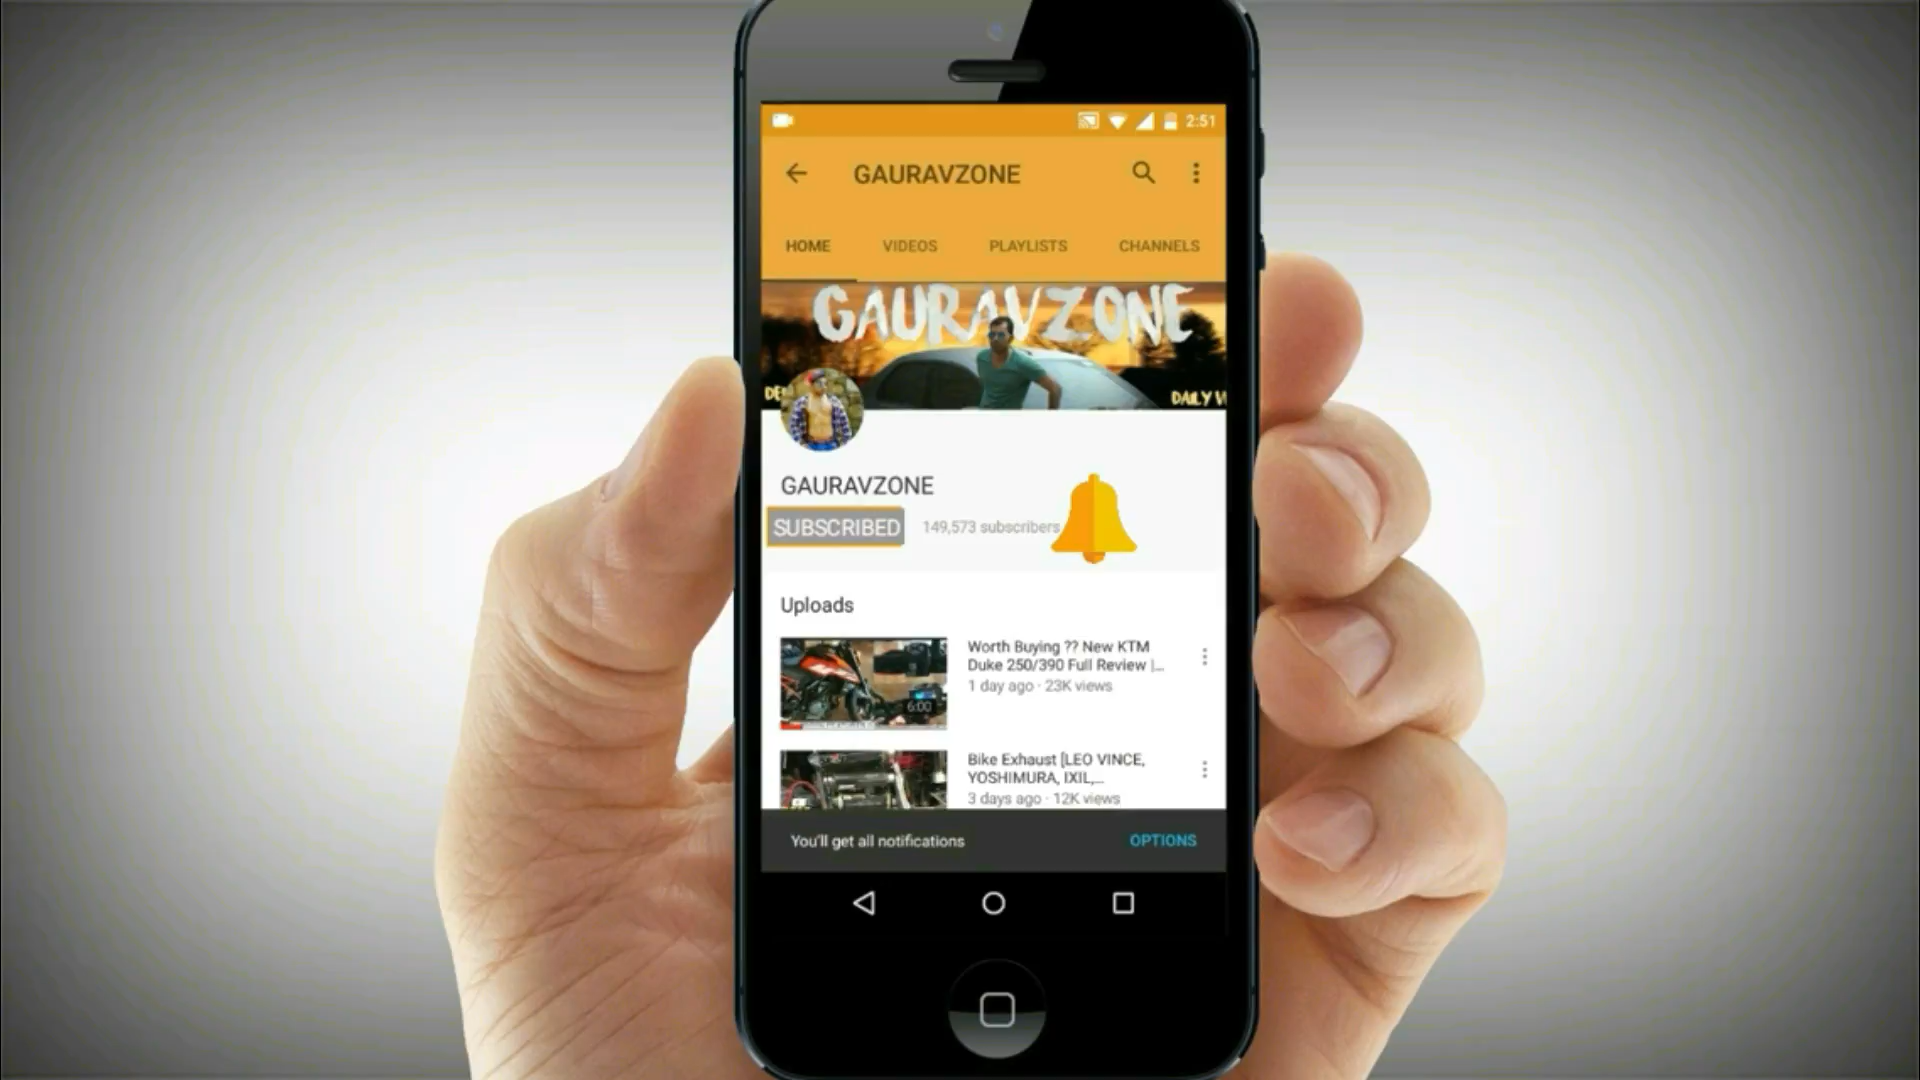 2:51
GAURAVZONE
HOME VIDEOS PLAYLISTS CHANNELS
GAURAVZONE
DAILY
GAURAVZONE
SUBSCRIBED 149,573 subscribers
Uploads
Worth Buying ?? New KTM
Duke 250/390 Full Review |...
1 day ago · 23K views
6:00
Bike Exhaust [LEO VINCE,
YOSHIMURA, IXIL,...
3 days ago · 12K views
You'll get all notifications OPTIONS